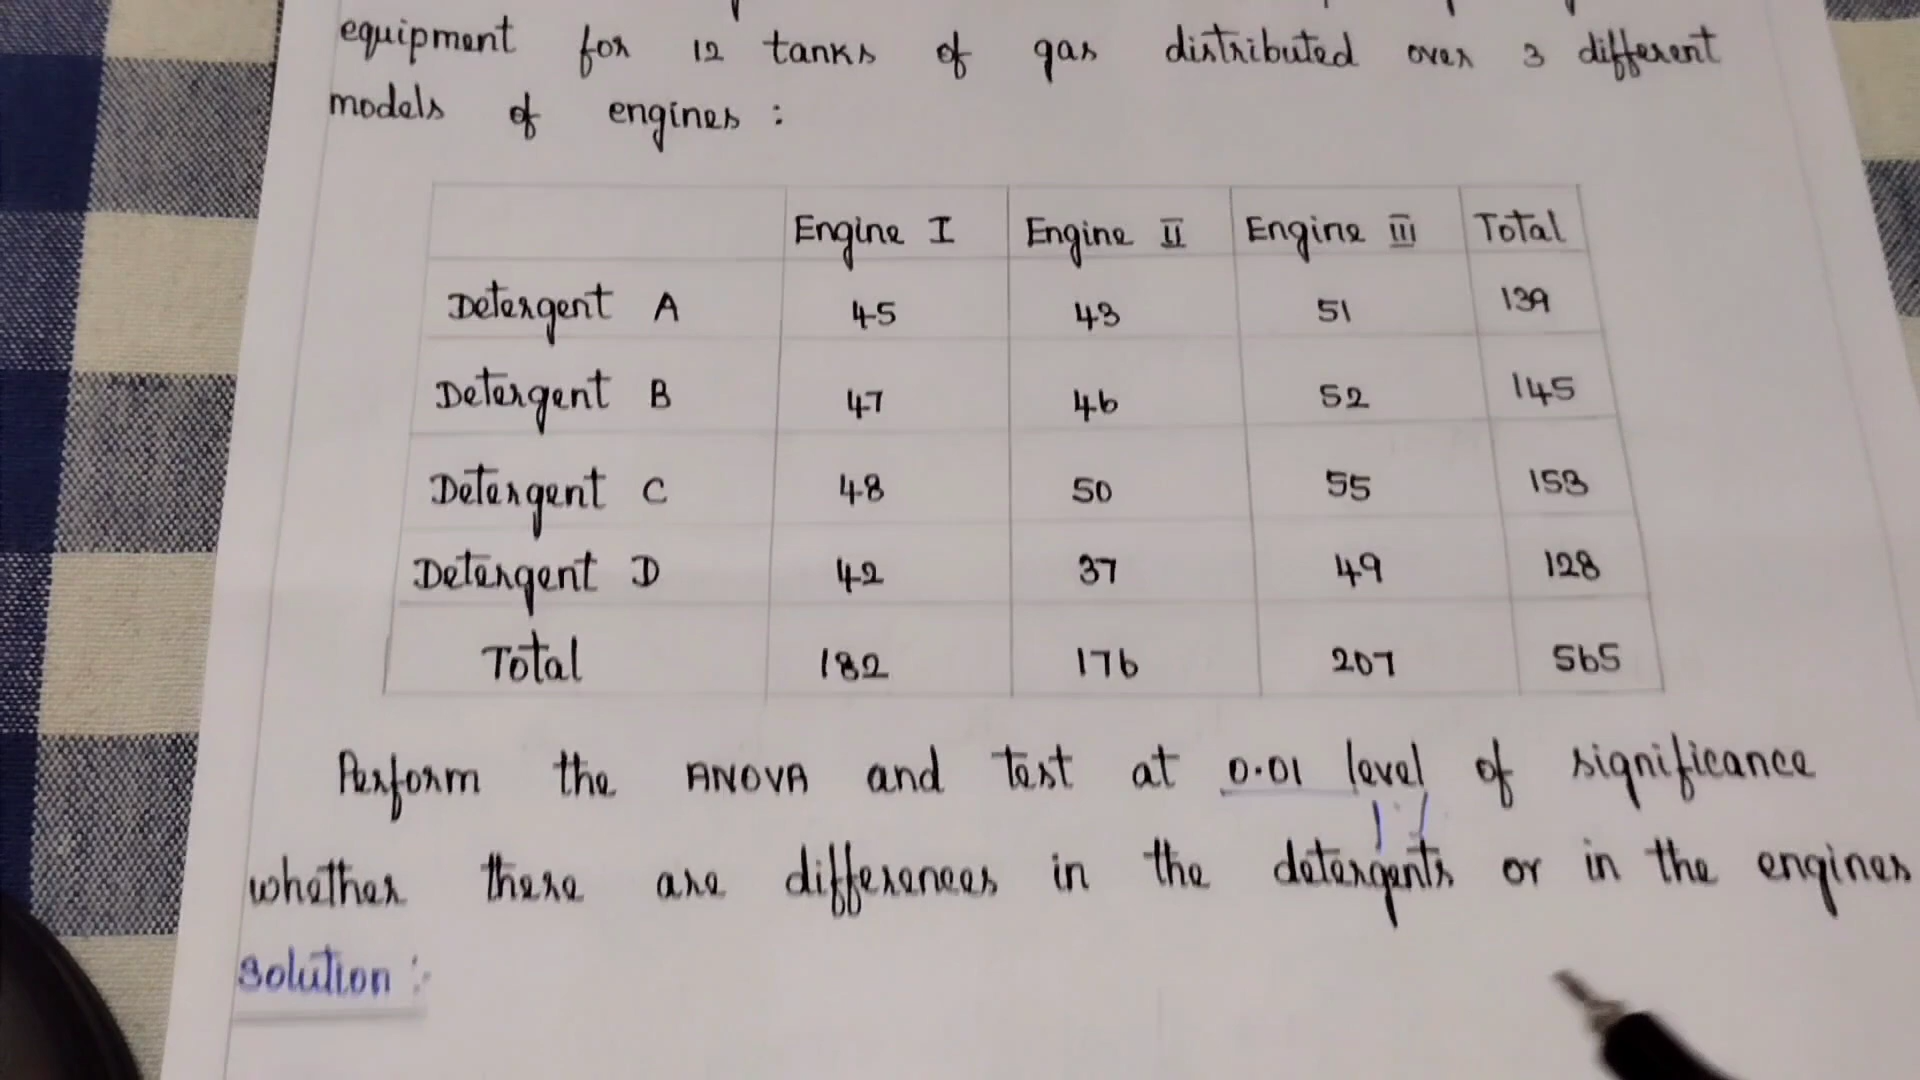 equipment for 12 tanks of gas distributed over 3 different
models of engines :
Engine I Engine II Engine III Total
Detergent A 45 43 51 139
Detergent B 47 46 52 145
Detergent C 48 50 55 153
Detergent D 42 37 49 128
Total 182 176 207 565
Perform the ANOVA and test at 0.01 level of significance
whether there are differences in the detergents or in the engines
Solution :-